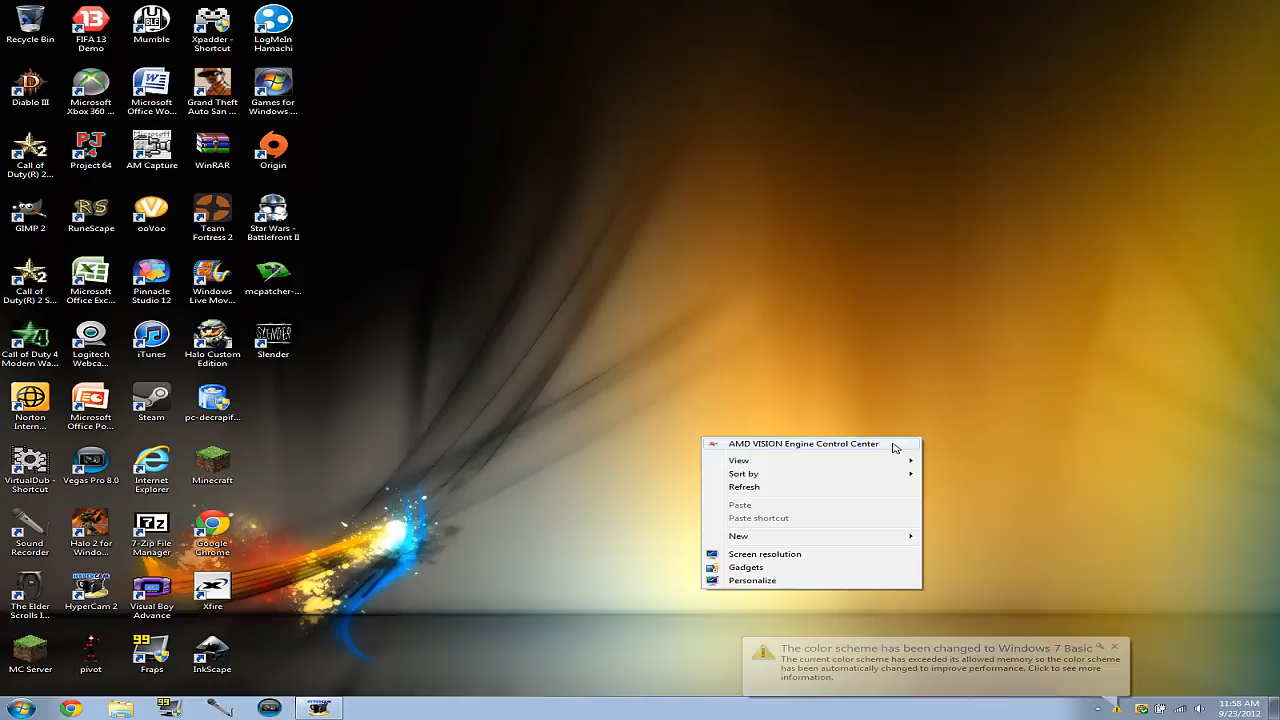 Recycle Bin
FIFA 13
Demo
Mumble
Xpadder -
Shortcut
LogMeIn
Hamachi
Diablo III
Microsoft
Xbox 360 ...
Microsoft
Office Wo...
Grand Theft
Auto San ...
Games for
Windows ...
Call of
Duty(R) 2...
Project 64
AM Capture
WinRAR
Origin
GIMP 2
RuneScape
ooVoo
Team
Fortress 2
Star Wars -
Battlefront II
Call of
Duty(R) 2 S...
Microsoft
Office Exc...
Pinnacle
Studio 12
Windows
Live Mov...
mcpatcher-...
Call of Duty 4
Modern Wa...
Logitech
Webca...
iTunes
Halo Custom
Edition
Slender
Norton
Intern...
Microsoft
Office Po...
Steam
pc-decrapif...
VirtualDub -
Shortcut
Vegas Pro 8.0
Internet
Explorer
Minecraft
Sound
Recorder
Halo 2 for
Windo...
7-Zip File
Manager
Google
Chrome
The Elder
Scrolls I...
HyperCam 2
Visual Boy
Advance
Xfire
MC Server
pivot
Fraps
InkScape
AMD VISION Engine Control Center
View
Sort by
Refresh
Paste
Paste shortcut
New
Screen resolution
Gadgets
Personalize
The color scheme has been changed to Windows 7 Basic
The current color scheme has exceeded its allowed memory so the color scheme
has been automatically changed to improve performance. Click to see more
information.
11:58 AM
9/23/2012